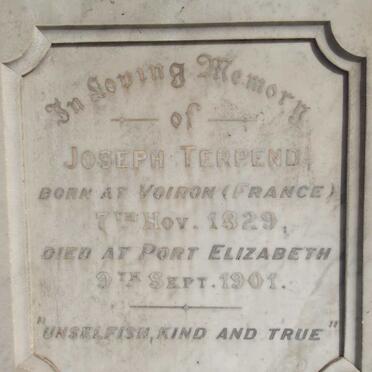 In Loving Memory
of
JOSEPH TERPEND
BORN AT VOIRON (FRANCE)
7TH NOV. 1829,
DIED AT PORT ELIZABETH
9TH SEPT. 1901.
"UNSELFISH, KIND AND TRUE"